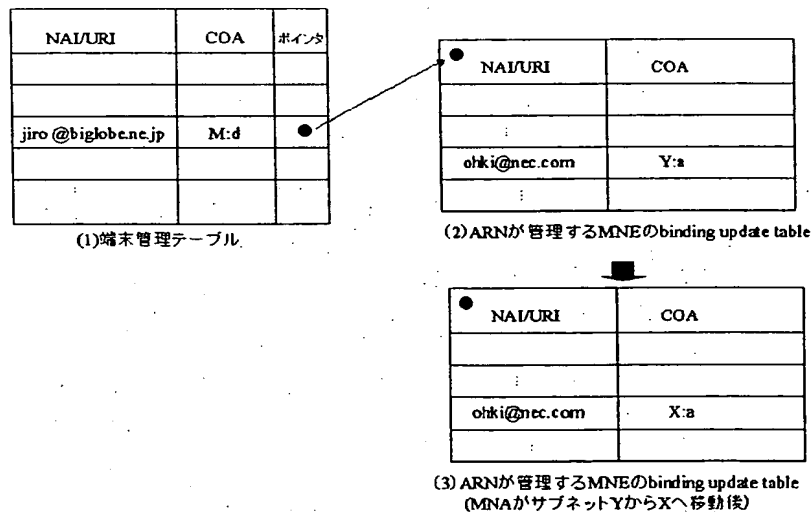 NAI/URI COA ポインタ
jiro@biglobe.ne.jp M:d
(1)端末管理テーブル
NAI/URI COA
ohki@nec.com Y:a
(2)ARNが管理するMNEのbinding update table
NAI/URI COA
ohki@nec.com X:a
(3)ARNが管理するMNEのbinding update table
(MNAがサブネットYからXへ移動後)